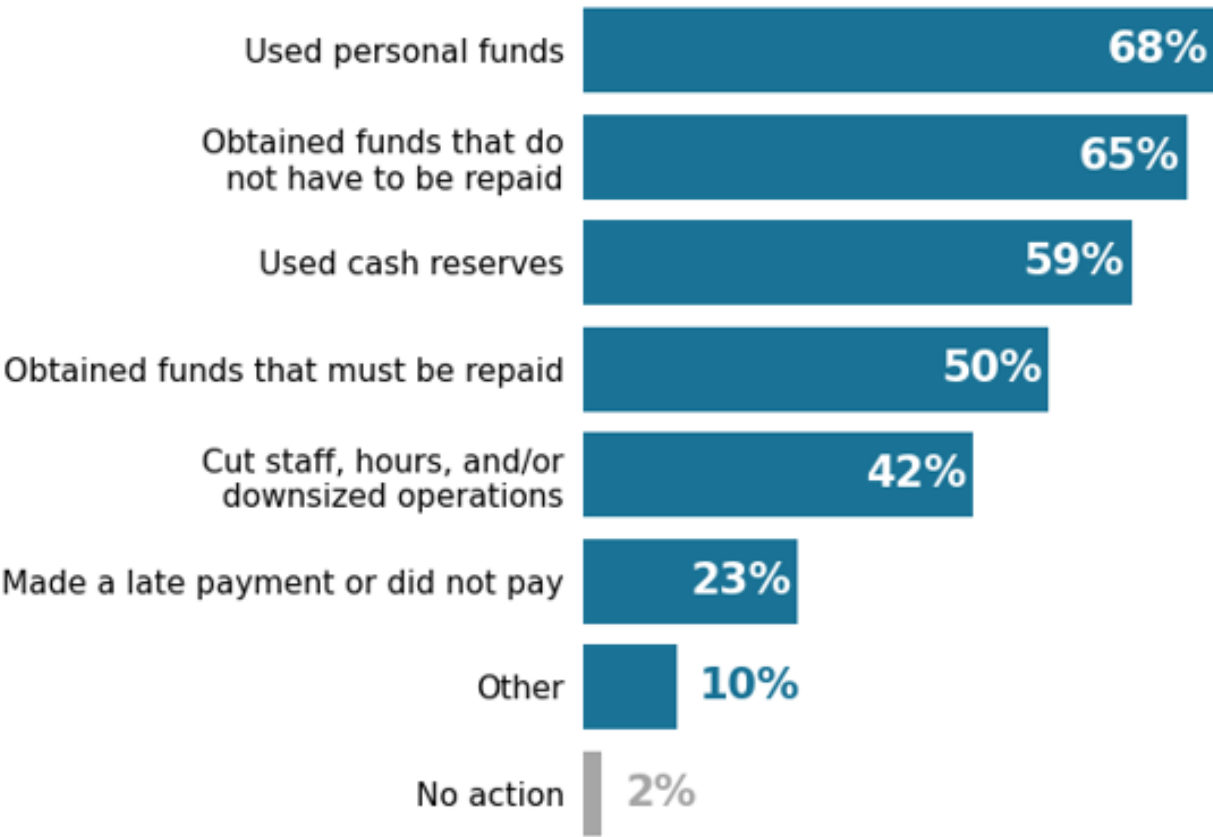 Used personal funds
68%
Obtained funds that do
not have to be repaid
65%
Used cash reserves
59%
Obtained funds that must be repaid
50%
Cut staff, hours, and/or
downsized operations
42%
Made a late payment or did not pay
23%
Other
10%
No action
2%